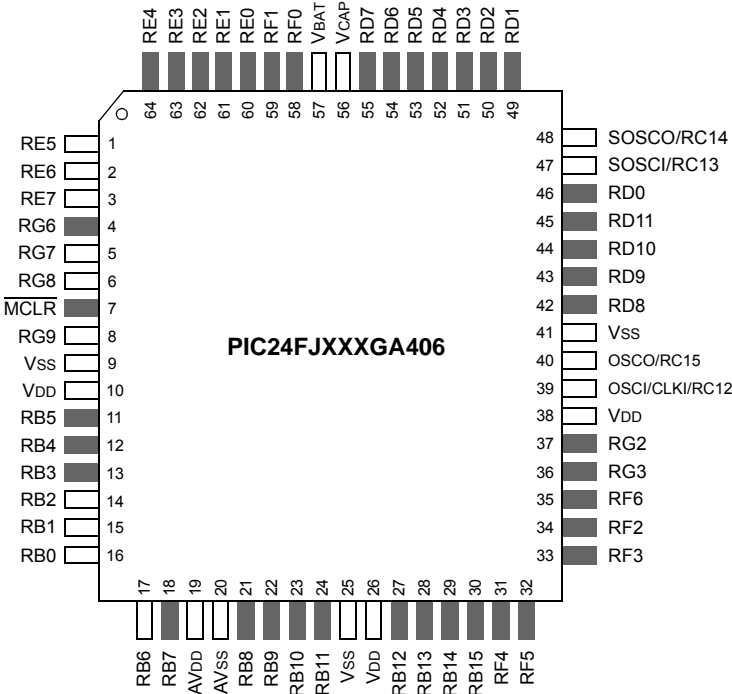 RE4 RE3 RE2 RE1 RE0 RF1 RF0 VBAT VCAP RD7 RD6 RD5 RD4 RD3 RD2 RD1
64 63 62 61 60 59 58 57 56 55 54 53 52 51 50 49
RE5 1
RE6 2
RE7 3
RG6 4
RG7 5
RG8 6
MCLR 7
RG9 8
VSS 9
VDD 10
RB5 11
RB4 12
RB3 13
RB2 14
RB1 15
RB0 16
PIC24FJXXXGA406
48 SOSCO/RC14
47 SOSCI/RC13
46 RD0
45 RD11
44 RD10
43 RD9
42 RD8
41 VSS
40 OSCO/RC15
39 OSCI/CLKI/RC12
38 VDD
37 RG2
36 RG3
35 RF6
34 RF2
33 RF3
17 18 19 20 21 22 23 24 25 26 27 28 29 30 31 32
RB6 RB7 AVDD AVSS RB8 RB9 RB10 RB11 VSS VDD RB12 RB13 RB14 RB15 RF4 RF5